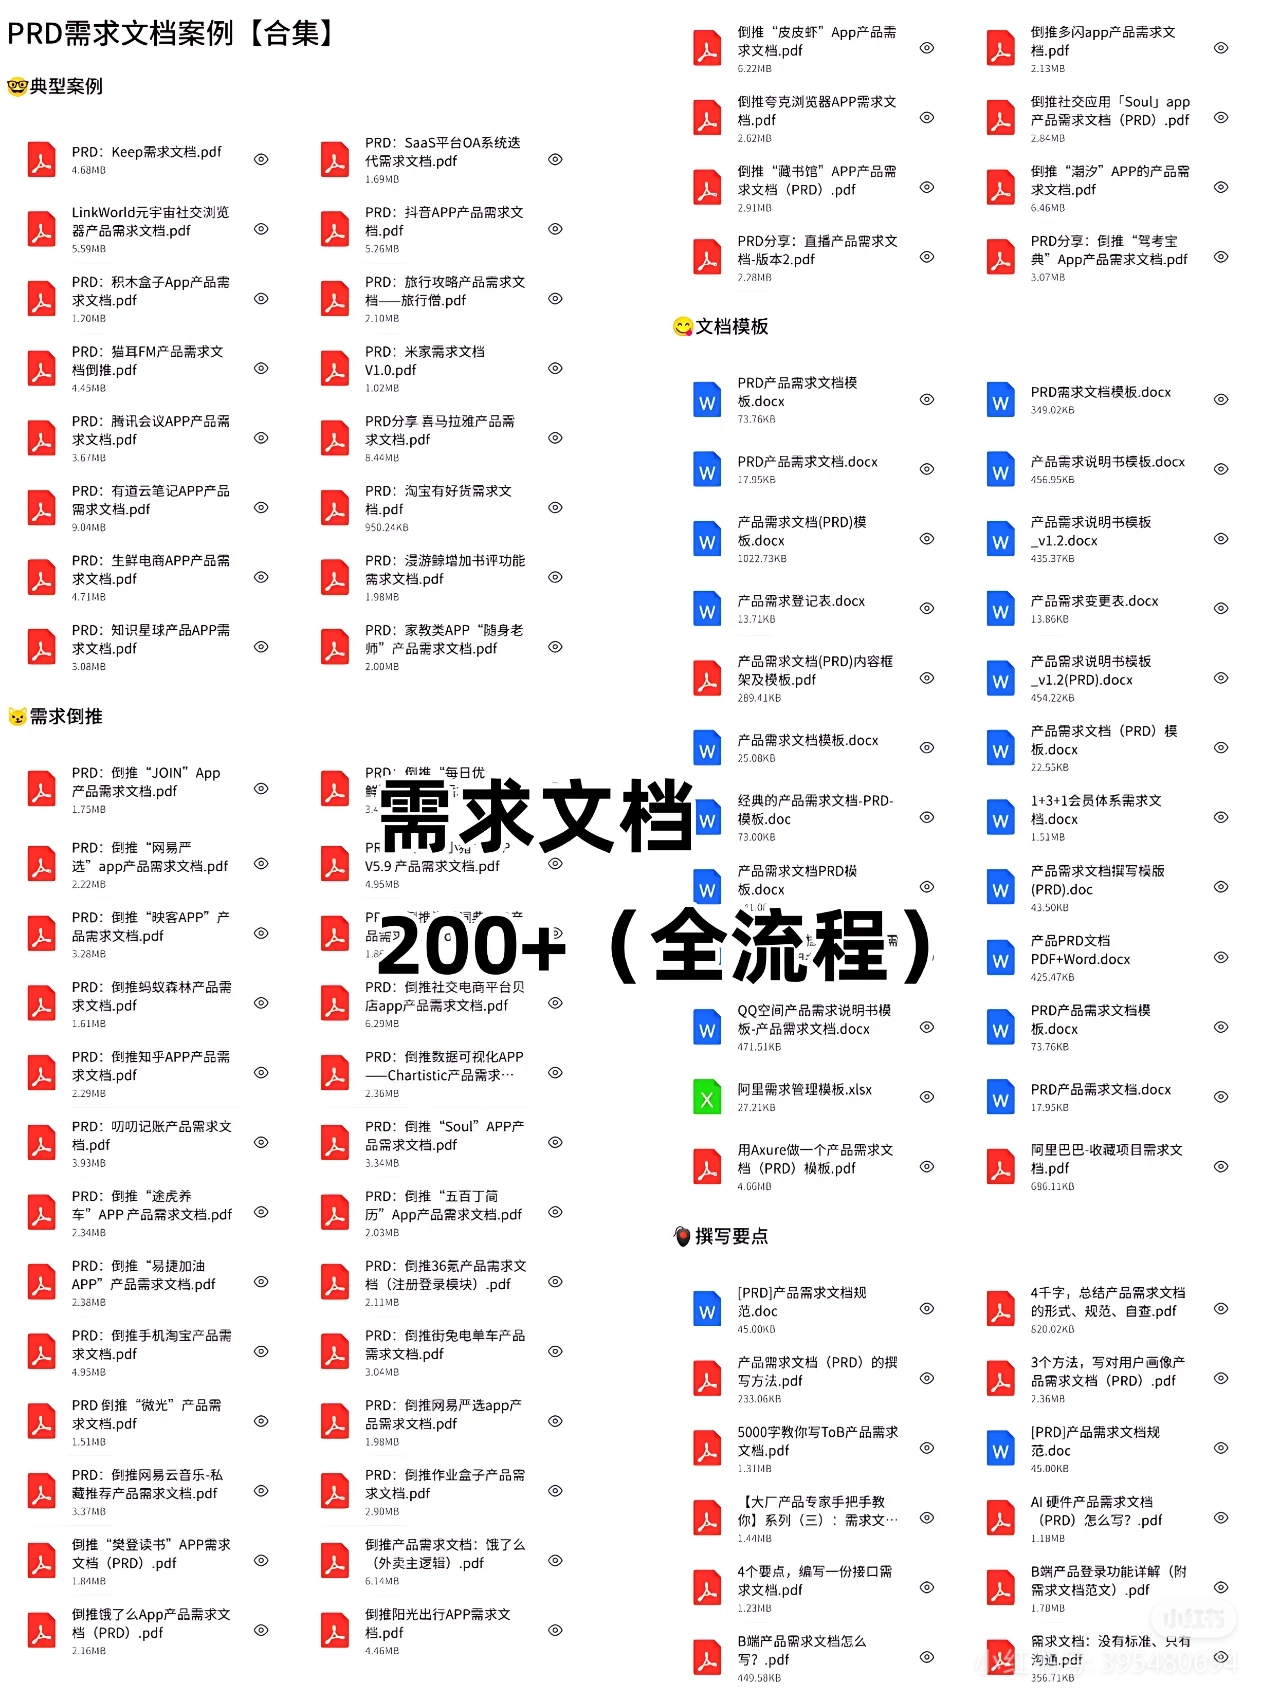 PRD需求文档案例【合集】
典型案例
PRD：Keep需求文档.pdf
4.68MB
PRD：SaaS平台OA系统迭
代需求文档.pdf
1.69MB
LinkWorld元宇宙社交浏览
器产品需求文档.pdf
5.59MB
PRD：抖音APP产品需求文
档.pdf
5.26MB
PRD：积木盒子App产品需
求文档.pdf
1.20MB
PRD：旅行攻略产品需求文
档——旅行僧.pdf
2.10MB
PRD：猫耳FM产品需求文
档倒推.pdf
4.45MB
PRD：米家需求文档
V1.0.pdf
1.02MB
PRD：腾讯会议APP产品需
求文档.pdf
3.67MB
PRD分享 喜马拉雅产品需
求文档.pdf
8.44MB
PRD：有道云笔记APP产品
需求文档.pdf
9.04MB
PRD：淘宝有好货需求文
档.pdf
950.24KB
PRD：生鲜电商APP产品需
求文档.pdf
4.71MB
PRD：漫游鲸增加书评功能
需求文档.pdf
1.98MB
PRD：知识星球产品APP需
求文档.pdf
3.08MB
PRD：家教类APP“随身老
师”产品需求文档.pdf
2.00MB
需求倒推
PRD：倒推“JOIN”App
产品需求文档.pdf
1.75MB
PRD：倒推“每日优
PRD：倒推“网易严
选”app产品需求文档.pdf
2.22MB
V5.9 产品需求文档.pdf
4.95MB
PRD：倒推“映客APP”产
品需求文档.pdf
3.28MB
PRD：倒推蚂蚁森林产品需
求文档.pdf
1.61MB
PRD：倒推社交电商平台贝
店app产品需求文档.pdf
6.29MB
PRD：倒推知乎APP产品需
求文档.pdf
2.29MB
PRD：倒推数据可视化APP
——Chartistic产品需求···
2.36MB
PRD：叨叨记账产品需求文
档.pdf
3.93MB
PRD：倒推“Soul”APP产
品需求文档.pdf
3.34MB
PRD：倒推“途虎养
车”APP 产品需求文档.pdf
2.34MB
PRD：倒推“五百丁简
历”App产品需求文档.pdf
2.03MB
PRD：倒推“易捷加油
APP”产品需求文档.pdf
2.38MB
PRD：倒推36氪产品需求文
档（注册登录模块）.pdf
2.11MB
PRD：倒推手机淘宝产品需
求文档.pdf
4.95MB
PRD：倒推街兔电单车产品
需求文档.pdf
3.04MB
PRD 倒推“微光”产品需
求文档.pdf
1.51MB
PRD：倒推网易严选app产
品需求文档.pdf
1.98MB
PRD：倒推网易云音乐-私
藏推荐产品需求文档.pdf
3.37MB
PRD：倒推作业盒子产品需
求文档.pdf
2.90MB
倒推“樊登读书”APP需求
文档（PRD）.pdf
1.84MB
倒推产品需求文档：饿了么
（外卖主逻辑）.pdf
6.14MB
倒推饿了么App产品需求文
档（PRD）.pdf
2.16MB
倒推阳光出行APP需求文
档.pdf
4.46MB
需求文档
200+（全流程）
倒推“皮皮虾”App产品需
求文档.pdf
6.22MB
倒推多闪app产品需求文
档.pdf
2.13MB
倒推夸克浏览器APP需求文
档.pdf
2.62MB
倒推社交应用「Soul」app
产品需求文档（PRD）.pdf
2.84MB
倒推“藏书馆”APP产品需
求文档（PRD）.pdf
2.91MB
倒推“潮汐”APP的产品需
求文档.pdf
6.46MB
PRD分享：直播产品需求文
档-版本2.pdf
2.28MB
PRD分享：倒推“驾考宝
典”App产品需求文档.pdf
3.07MB
文档模板
PRD产品需求文档模
板.docx
73.76KB
PRD需求文档模板.docx
349.02KB
PRD产品需求文档.docx
17.95KB
产品需求说明书模板.docx
456.95KB
产品需求文档(PRD)模
板.docx
1022.73KB
产品需求说明书模板
_v1.2.docx
435.37KB
产品需求登记表.docx
13.71KB
产品需求变更表.docx
13.86KB
产品需求文档(PRD)内容框
架及模板.pdf
289.41KB
产品需求说明书模板
_v1.2(PRD).docx
454.22KB
产品需求文档模板.docx
25.08KB
产品需求文档（PRD）模
板.docx
22.55KB
经典的产品需求文档-PRD-
模板.doc
73.00KB
1+3+1会员体系需求文
档.docx
1.51MB
产品需求文档PRD模
板.docx
产品需求文档撰写模版
(PRD).doc
43.50KB
产品PRD文档
PDF+Word.docx
425.47KB
QQ空间产品需求说明书模
板-产品需求文档.docx
471.51KB
PRD产品需求文档模
板.docx
73.76KB
阿里需求管理模板.xlsx
27.21KB
PRD产品需求文档.docx
17.95KB
用Axure做一个产品需求文
档（PRD）模板.pdf
4.66MB
阿里巴巴-收藏项目需求文
档.pdf
686.11KB
撰写要点
[PRD]产品需求文档规
范.doc
45.00KB
4千字，总结产品需求文档
的形式、规范、自查.pdf
820.02KB
产品需求文档（PRD）的撰
写方法.pdf
233.06KB
3个方法，写对用户画像产
品需求文档（PRD）.pdf
2.36MB
5000字教你写ToB产品需求
文档.pdf
1.31MB
[PRD]产品需求文档规
范.doc
45.00KB
【大厂产品专家手把手教
你】系列（三）：需求文···
1.44MB
AI 硬件产品需求文档
（PRD）怎么写？.pdf
1.18MB
4个要点，编写一份接口需
求文档.pdf
1.23MB
B端产品登录功能详解（附
需求文档范文）.pdf
1.78MB
B端产品需求文档怎么
写？.pdf
449.58KB
需求文档：没有标准、只有
沟通.pdf
356.71KB
小红书
小红书号：395480694